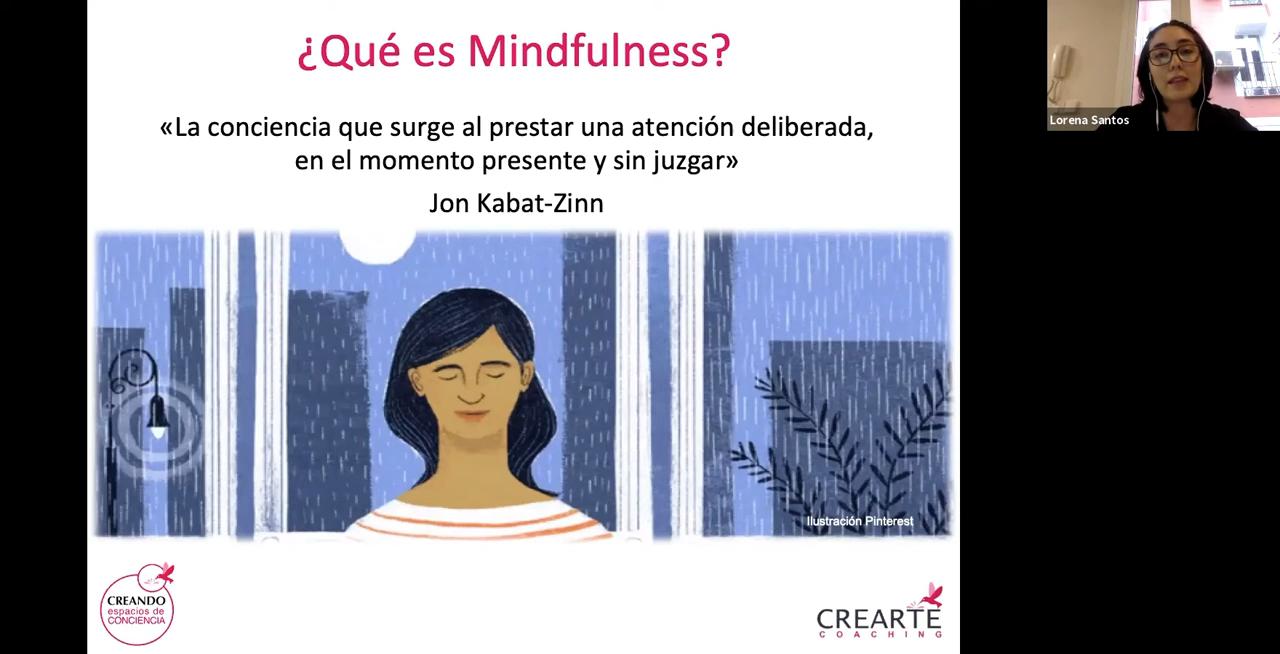 ¿Qué es Mindfulness?
«La conciencia que surge al prestar una atención deliberada,
en el momento presente y sin juzgar»
Jon Kabat-Zinn
Lorena Santos
Ilustración Pinterest
CREANDO
espacios de
CONCIENCIA
CREARTE
COACHING